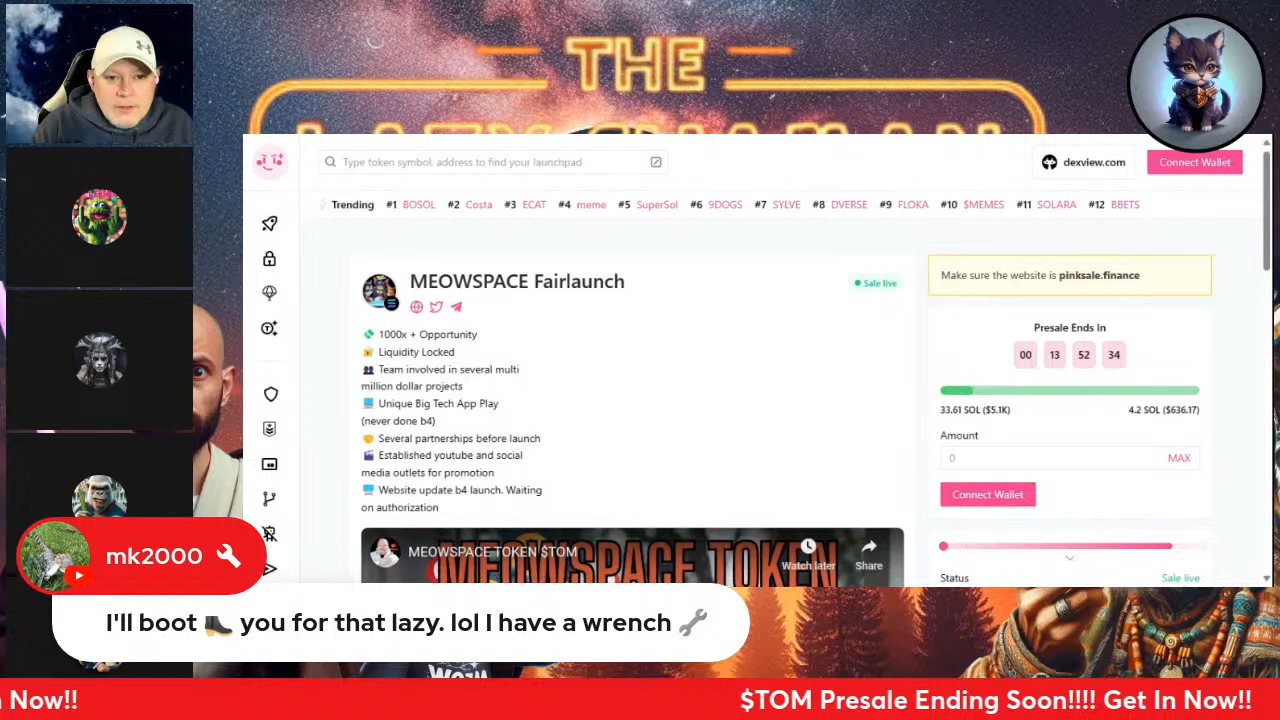 THE
LAZY SHAMAN
Type token symbol, address to find your launchpad
dexview.com
Connect Wallet
Trending #1 BOSOL #2 Costa #3 ECAT #4 meme #5 SuperSol #6 9DOGS #7 SYLVE #8 DVERSE #9 FLOKA #10 $MEMES #11 SOLARA #12 BBETS
MEOWSPACE Fairlaunch
Sale live
💸 1000x + Opportunity
🔐 Liquidity Locked
👥 Team involved in several multi
million dollar projects
💻 Unique Big Tech App Play
(never done b4)
🤝 Several partnerships before launch
🎬 Established youtube and social
media outlets for promotion
💻 Website update b4 launch. Waiting
on authorization
MEOWSPACE TOKEN $TOM
MEOWSPACE TOKEN
Watch later
Share
Make sure the website is pinksale.finance
Presale Ends In
00 13 52 34
33.61 SOL ($5.1K) 4.2 SOL ($636.17)
Amount
0 MAX
Connect Wallet
Status Sale live
mk2000 🔧
I'll boot 👢 you for that lazy. lol I have a wrench 🔧
Now!!
$TOM Presale Ending Soon!!!! Get In Now!!